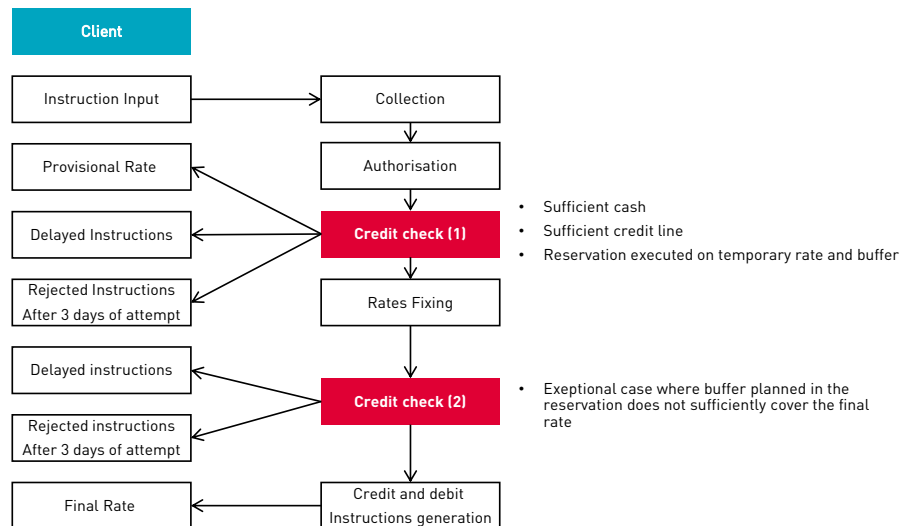 Client
Instruction Input
Collection
Provisional Rate
Authorisation
Delayed Instructions
Credit check (1)
• Sufficient cash
• Sufficient credit line
• Reservation executed on temporary rate and buffer
Rejected Instructions
After 3 days of attempt
Rates Fixing
Delayed instructions
Credit check (2)
• Exeptional case where buffer planned in the
reservation does not sufficiently cover the final
rate
Rejected instructions
After 3 days of attempt
Final Rate
Credit and debit
Instructions generation